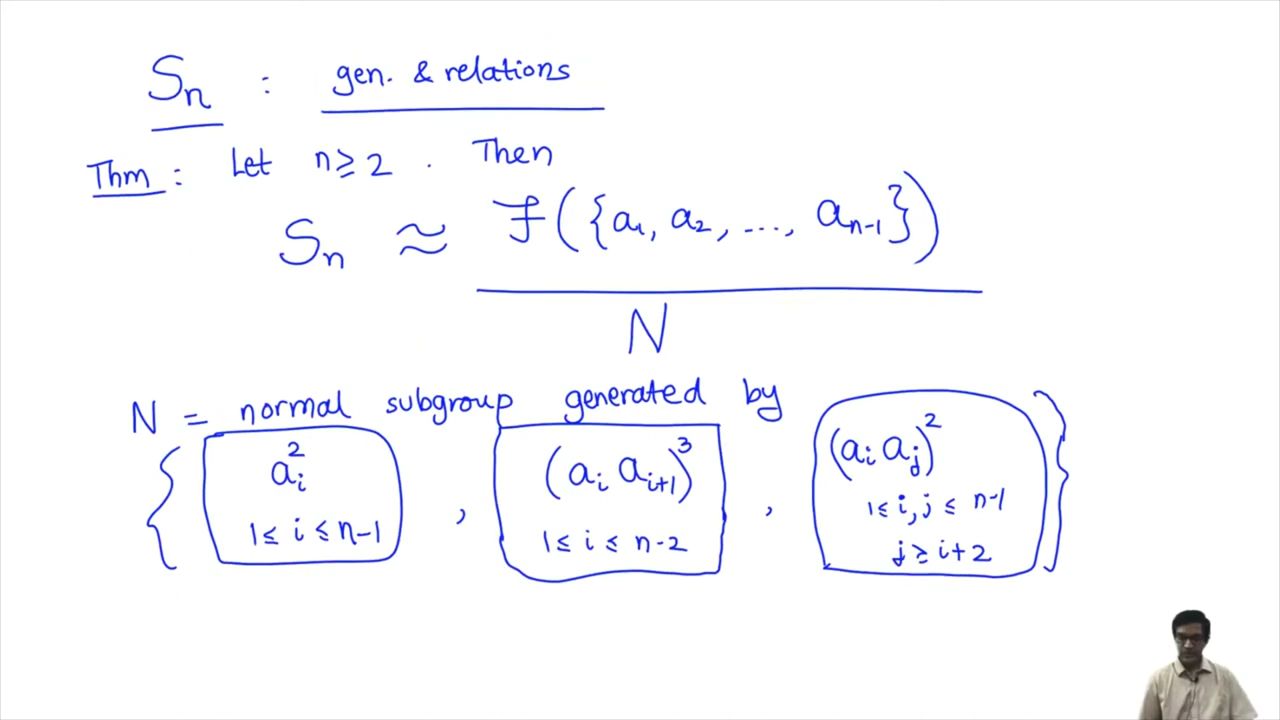 Sn : gen. & relations
Thm : Let n ≥ 2 . Then
Sn ≈ F({a1, a2, ..., an-1})
N
N = normal subgroup generated by
{ ai^2 , (ai ai+1)^3 , (ai aj)^2 }
1 ≤ i ≤ n-1 1 ≤ i ≤ n-2 1 ≤ i, j ≤ n-1
j ≥ i+2